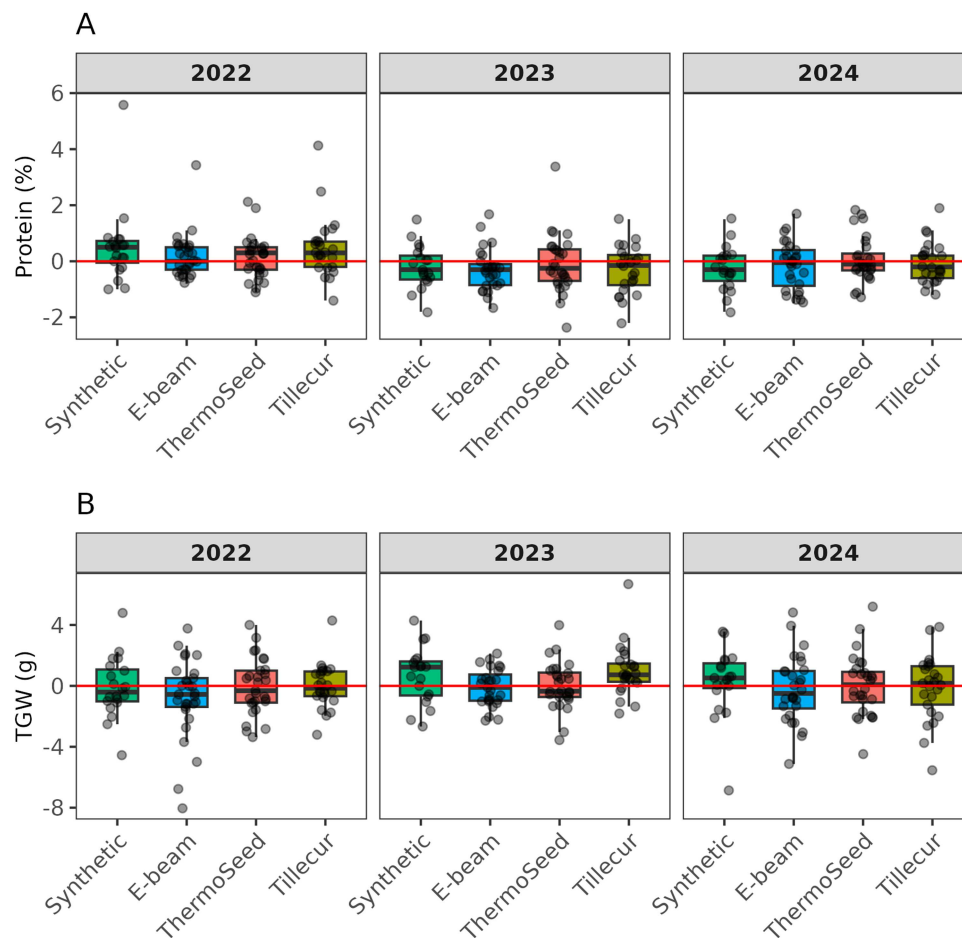 A
2022 2023 2024
Protein (%)
6
4
2
0
-2
Synthetic E-beam ThermoSeed Tillecur Synthetic E-beam ThermoSeed Tillecur Synthetic E-beam ThermoSeed Tillecur
B
2022 2023 2024
TGW (g)
4
0
-4
-8
Synthetic E-beam ThermoSeed Tillecur Synthetic E-beam ThermoSeed Tillecur Synthetic E-beam ThermoSeed Tillecur